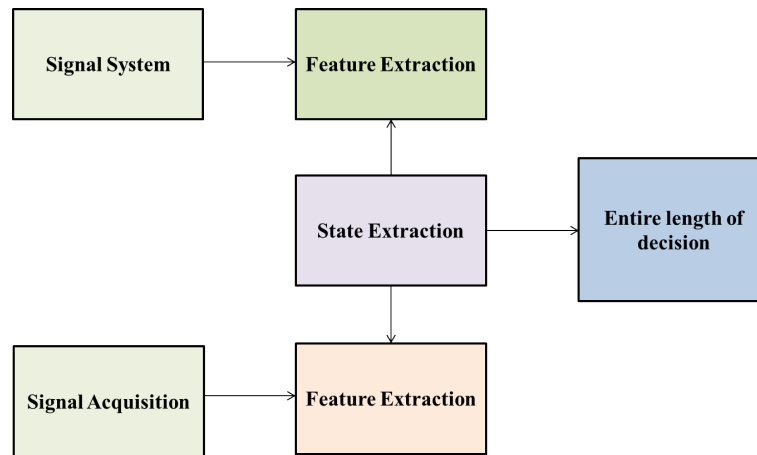 Signal System
Feature Extraction
State Extraction
Entire length of
decision
Signal Acquisition
Feature Extraction